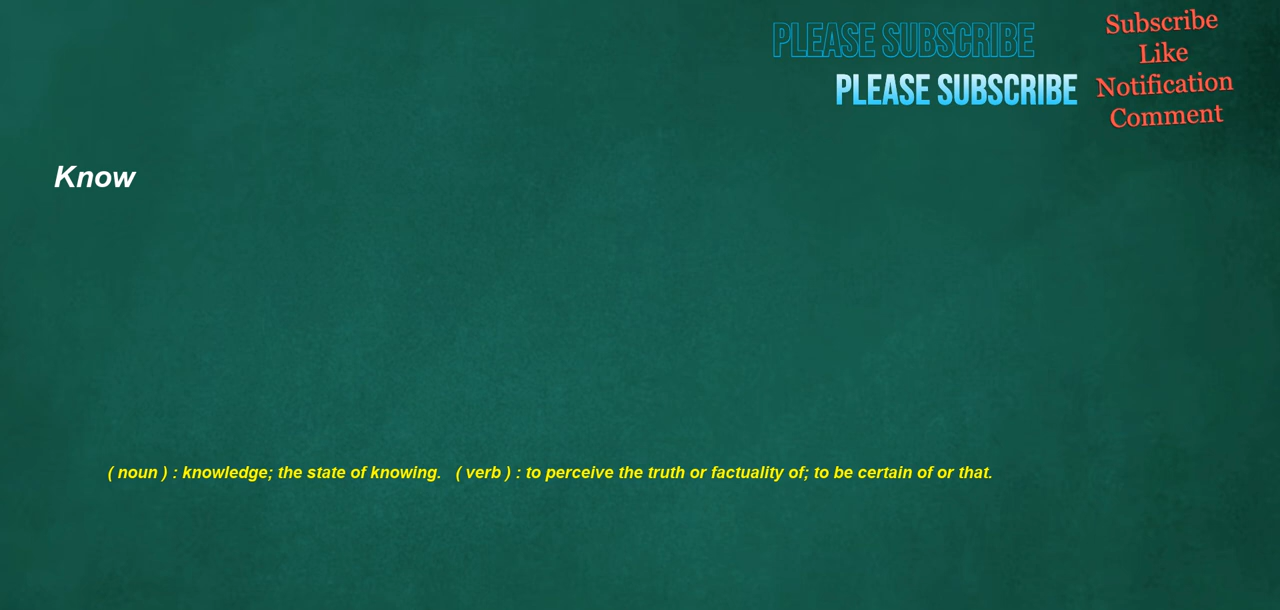 PLEASE SUBSCRIBE
PLEASE SUBSCRIBE
Subscribe
Like
Notification
Comment
Know
( noun ) : knowledge; the state of knowing.   ( verb ) : to perceive the truth or factuality of; to be certain of or that.